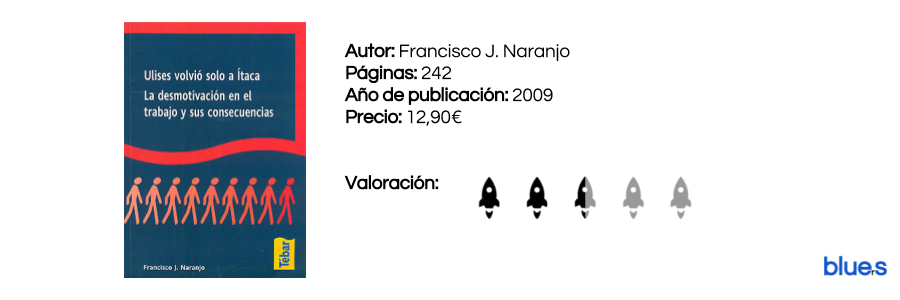 Ulises volvió solo a Ítaca
La desmotivación en el
trabajo y sus consecuencias
Tébar
Francisco J. Naranjo
Autor: Francisco J. Naranjo
Páginas: 242
Año de publicación: 2009
Precio: 12,90€
Valoración:
bluers